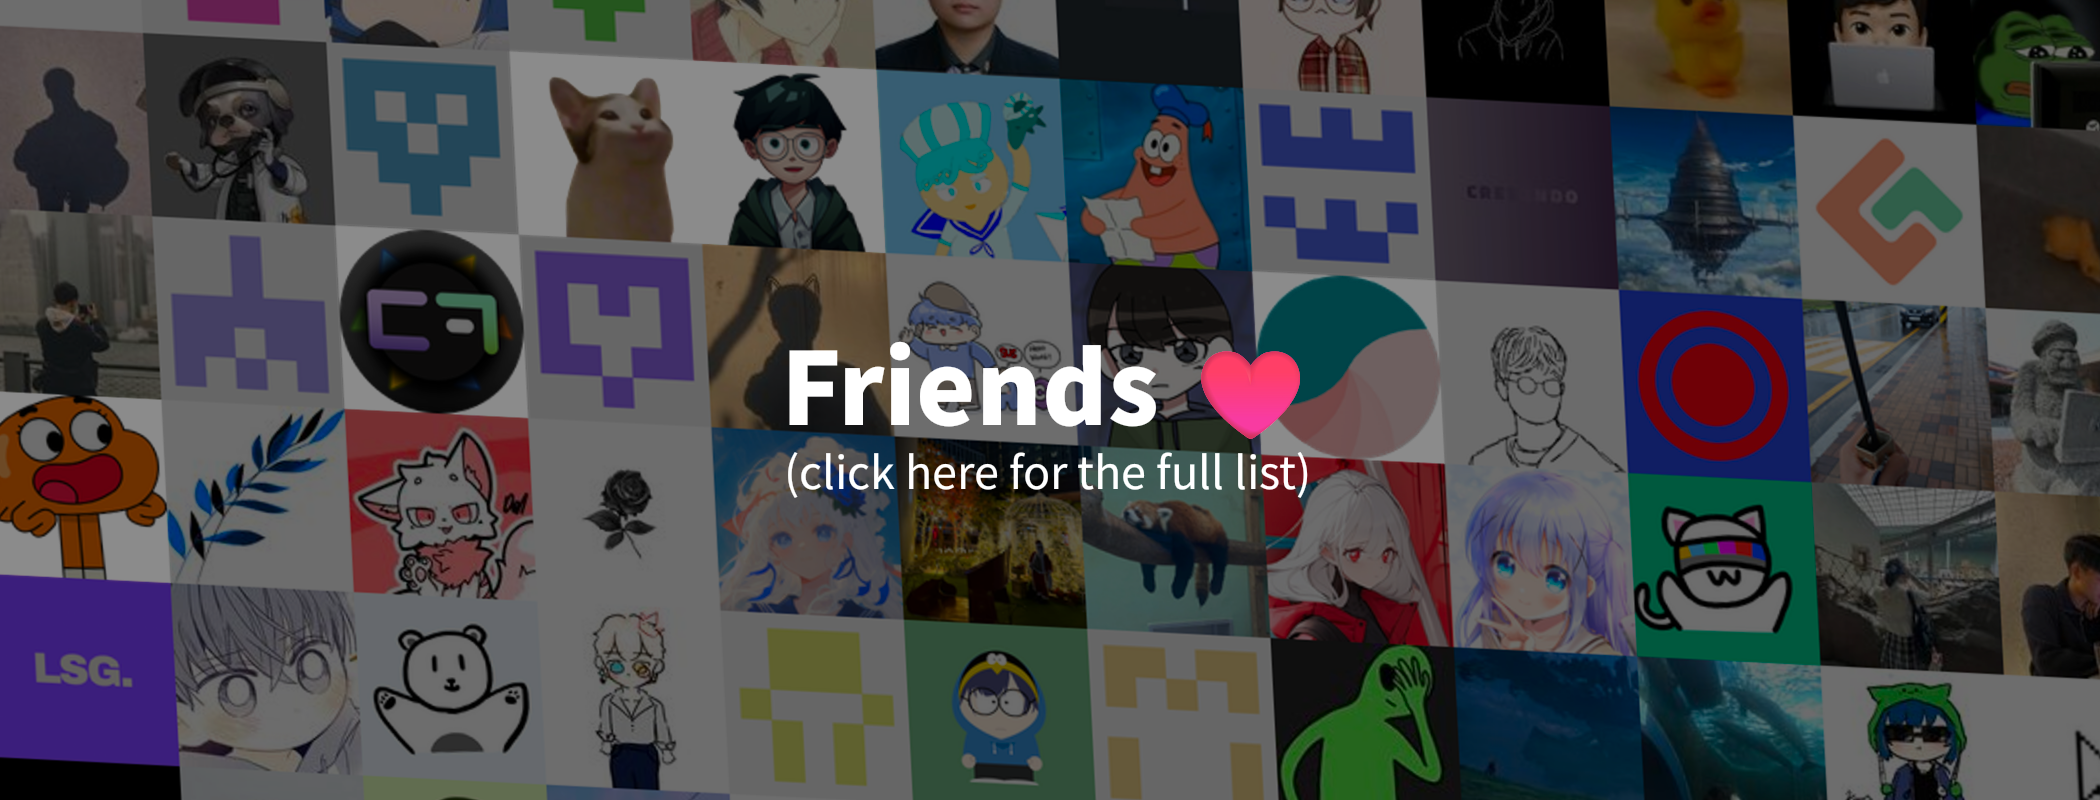 Friends ❤
(click here for the full list)
LSG.